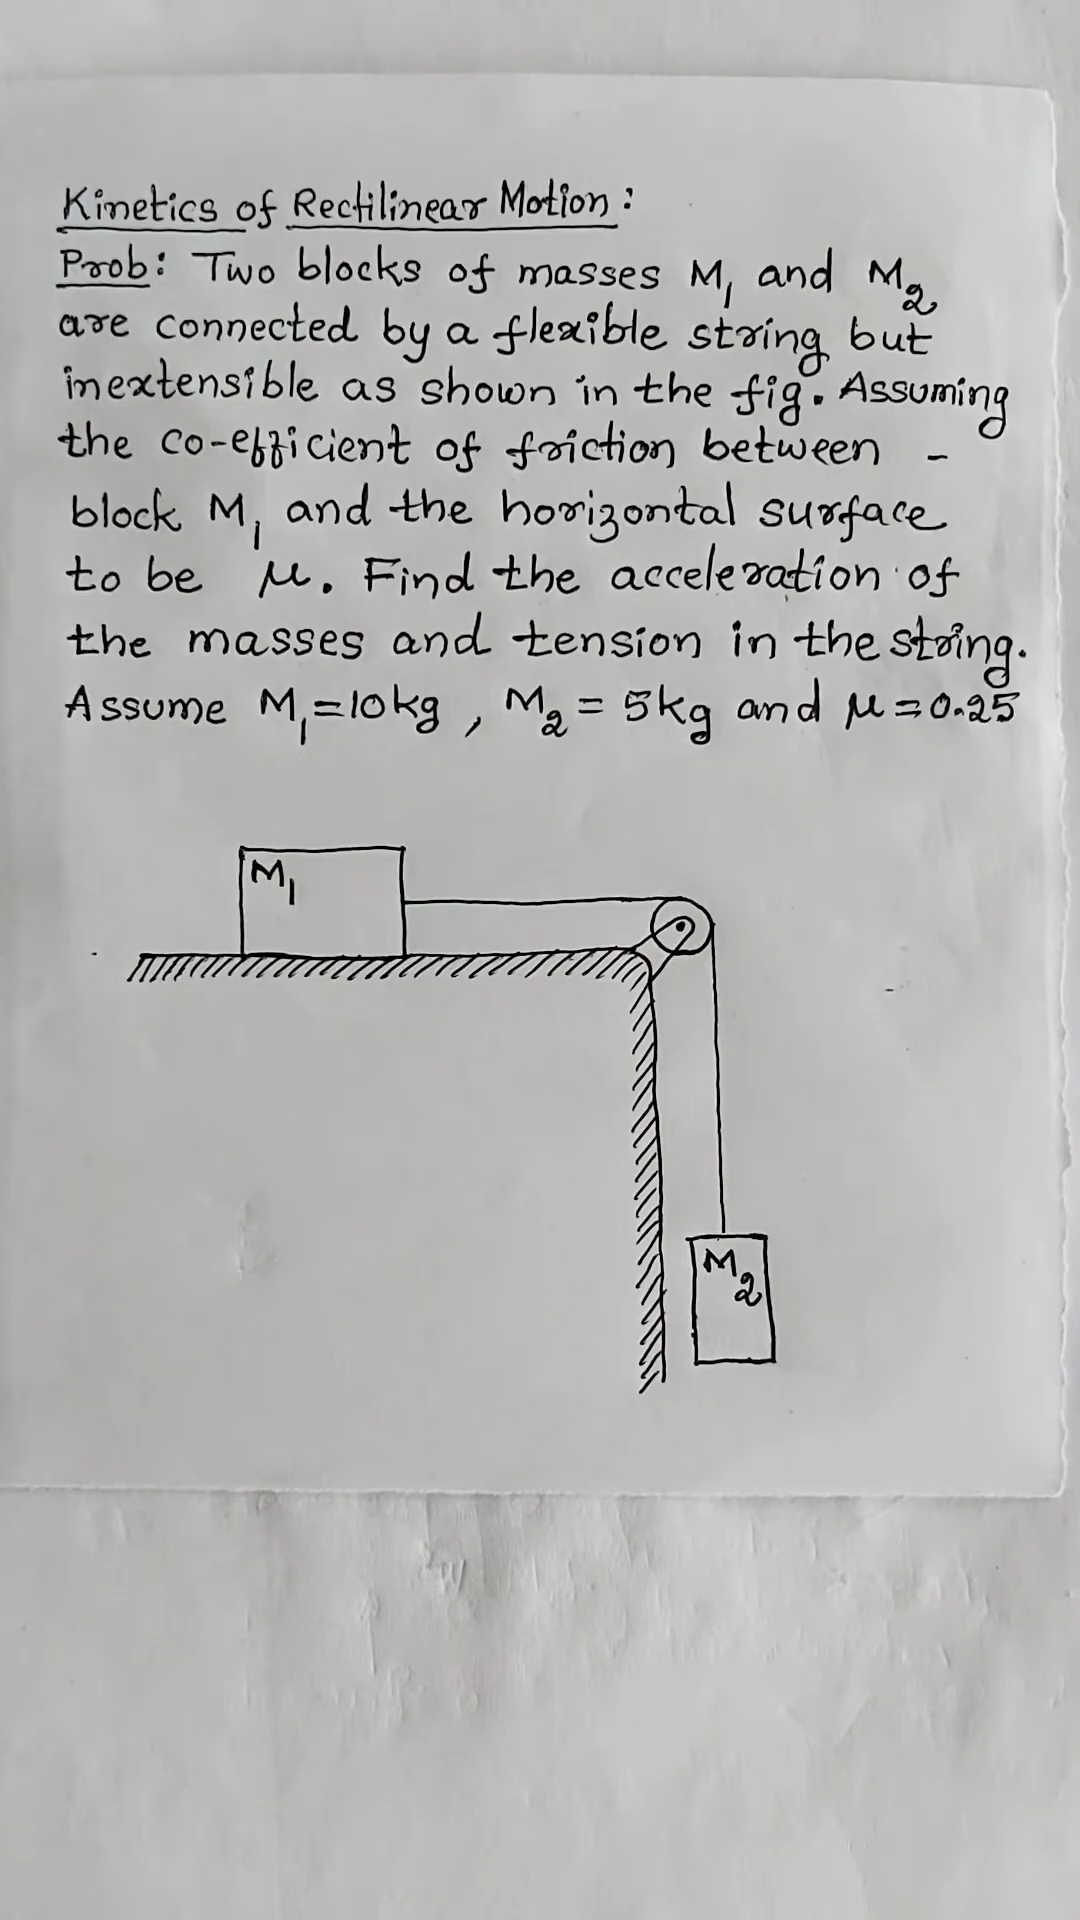 Kinetics of Rectilinear Motion :
Prob: Two blocks of masses M₁ and M₂
are connected by a flexible string but
inextensible as shown in the fig. Assuming
the co-efficient of friction between -
block M₁ and the horizontal surface
to be μ. Find the acceleration of
the masses and tension in the string.
Assume M₁=10kg , M₂ = 5kg and μ=0.25
M₁
M₂